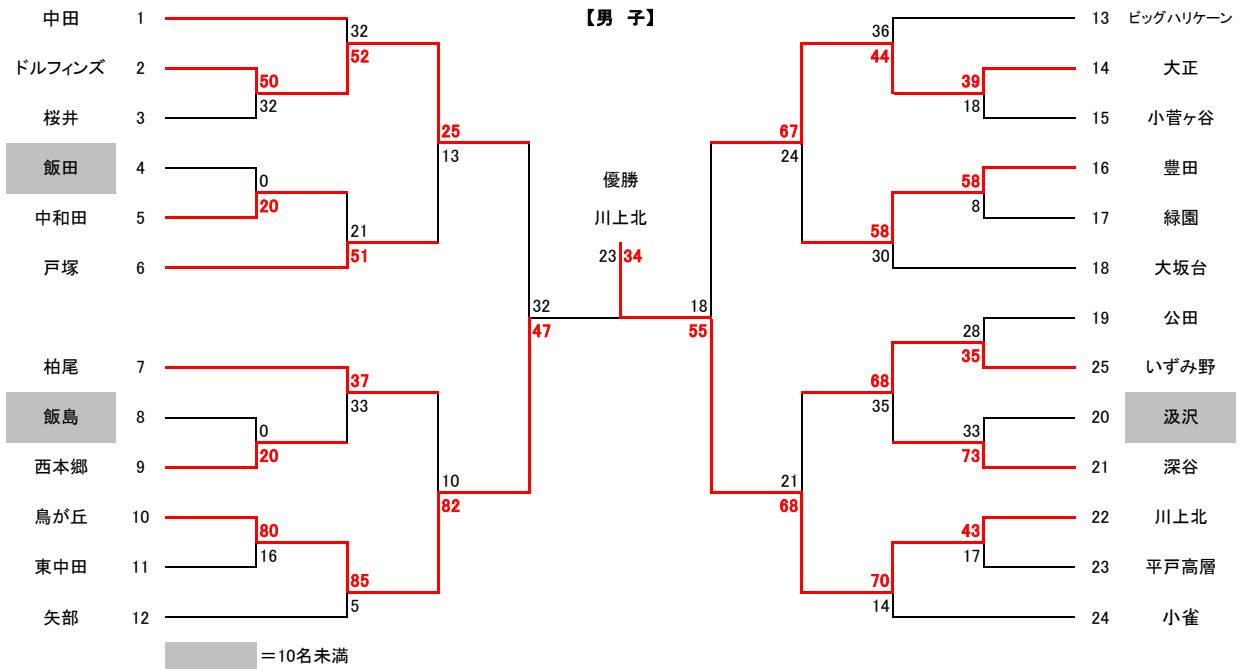 【男 子】
中田 1
ドルフィンズ 2
桜井 3
飯田 4
中和田 5
戸塚 6
柏尾 7
飯島 8
西本郷 9
鳥が丘 10
東中田 11
矢部 12
32
52
50
32
25
13
0
20
21
51
32
47
37
33
0
20
10
82
80
16
85
5
優勝
川上北
23 34
36
44
39
18
67
24
58
8
58
30
18
55
28
35
68
35
33
73
21
68
43
17
70
14
13 ビッグハリケーン
14 大正
15 小菅ヶ谷
16 豊田
17 緑園
18 大坂台
19 公田
25 いずみ野
20 汲沢
21 深谷
22 川上北
23 平戸高層
24 小雀
=10名未満